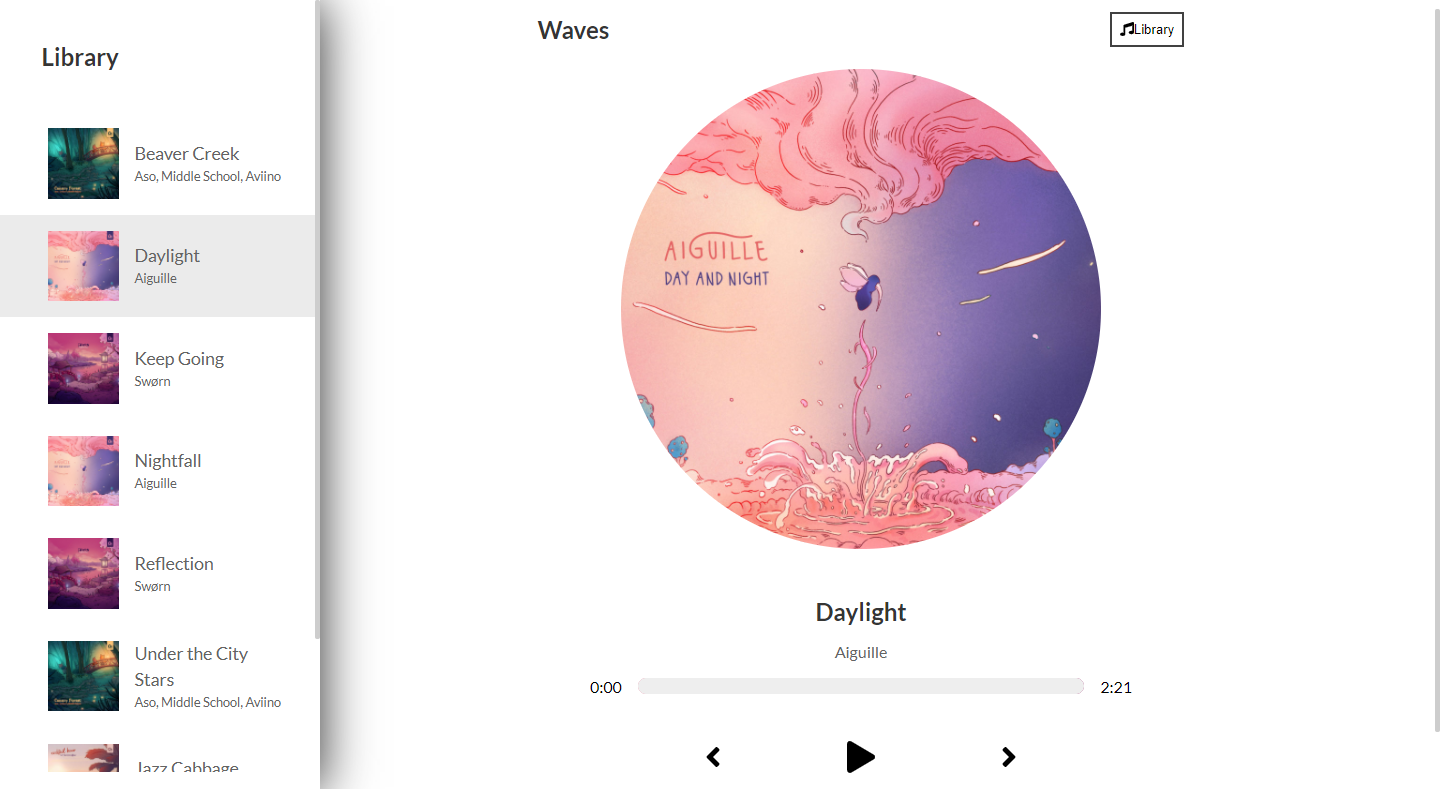 Library
Beaver Creek
Aso, Middle School, Aviino
Daylight
Aiguille
Keep Going
Swørn
Nightfall
Aiguille
Reflection
Swørn
Under the City
Stars
Aso, Middle School, Aviino
Jazz Cabbage
Waves
Library
AIGUILLE
DAY AND NIGHT
Daylight
Aiguille
0:00
2:21